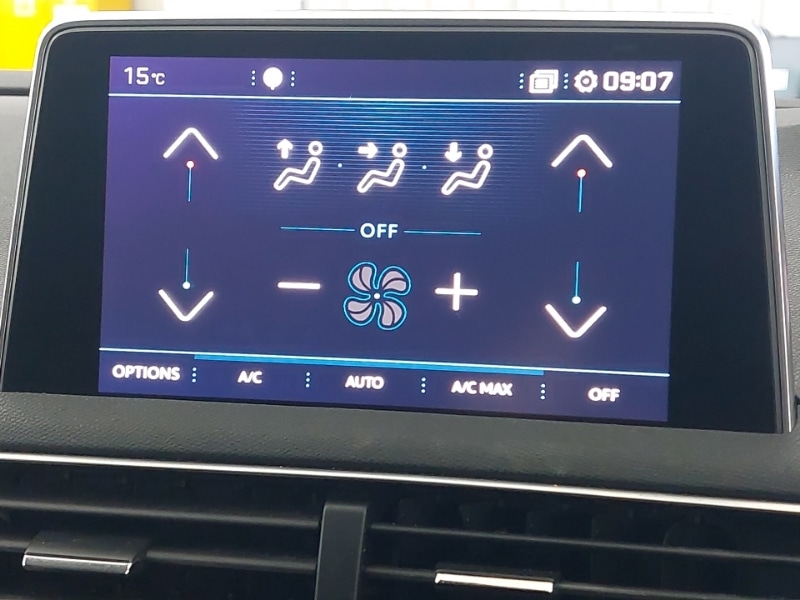 15°C 09:07
OFF
OPTIONS A/C AUTO A/C MAX OFF